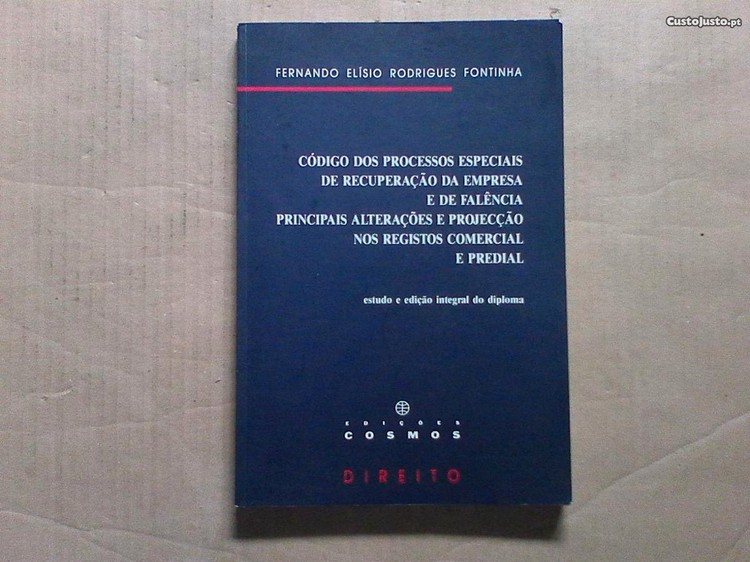 CustoJusto.pt
FERNANDO ELÍSIO RODRIGUES FONTINHA
CÓDIGO DOS PROCESSOS ESPECIAIS
DE RECUPERAÇÃO DA EMPRESA
E DE FALÊNCIA
PRINCIPAIS ALTERAÇÕES E PROJECÇÃO
NOS REGISTOS COMERCIAL
E PREDIAL
estudo e edição integral do diploma
EDIÇÕES
COSMOS
DIREITO